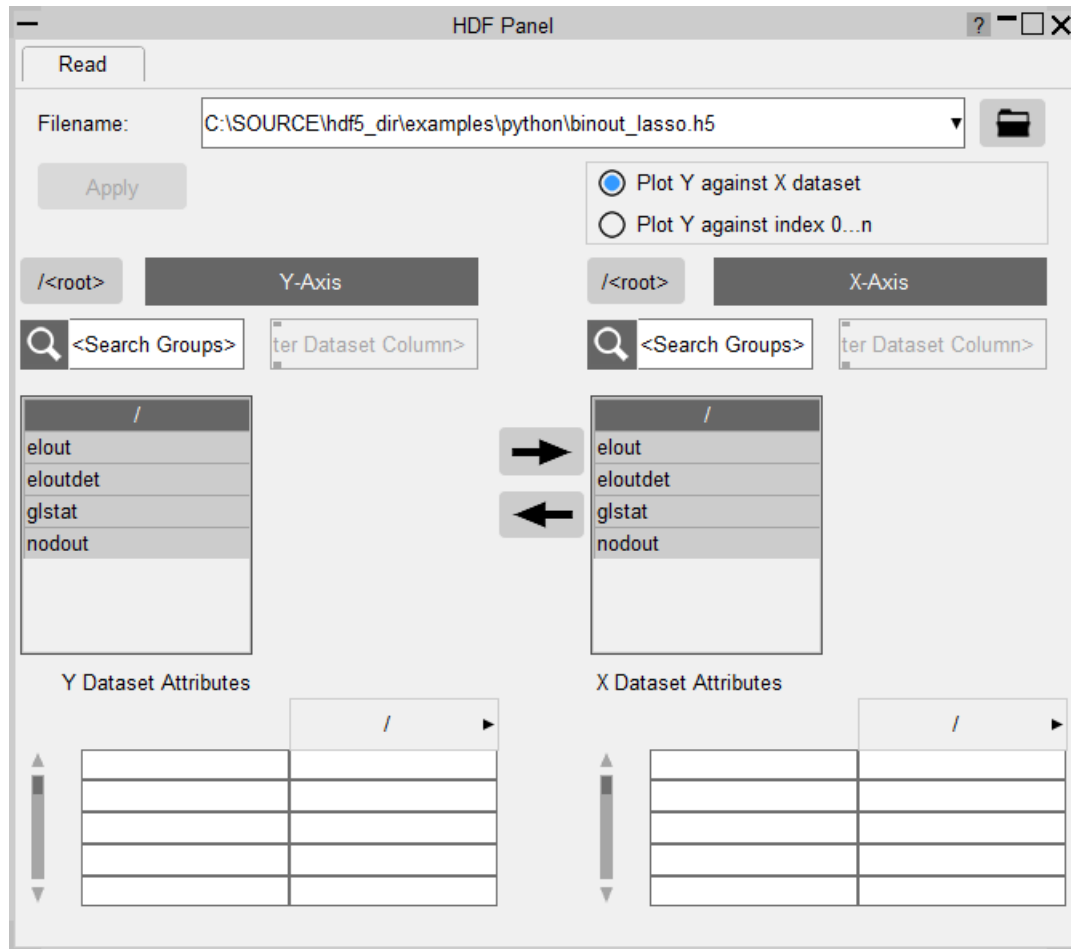 HDF Panel
?
Read
Filename:
C:\SOURCE\hdf5_dir\examples\python\binout_lasso.h5
Apply
Plot Y against X dataset
Plot Y against index 0...n
/<root>
Y-Axis
/<root>
X-Axis
<Search Groups>
ter Dataset Column>
<Search Groups>
ter Dataset Column>
/
elout
eloutdet
glstat
nodout
/
elout
eloutdet
glstat
nodout
Y Dataset Attributes
/
X Dataset Attributes
/